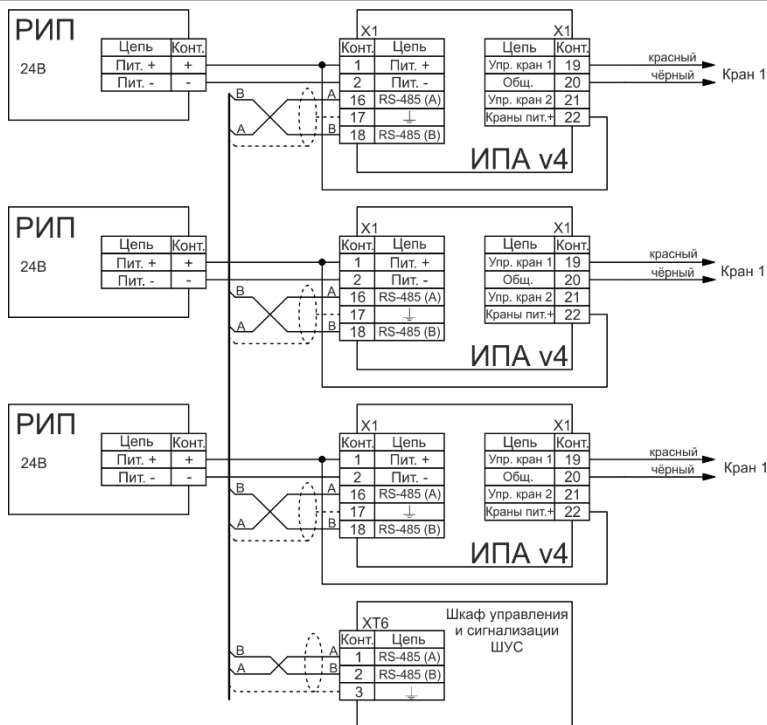 РИП
24В
Цепь Конт.
Пит. + +
Пит. - -
X1
Конт. Цепь
1 Пит. +
2 Пит. -
16 RS-485 (A)
17
18 RS-485 (B)
B A
A B
X1
Цепь Конт.
Упр. кран 1 19
Общ. 20
Упр. кран 2 21
Краны пит.+ 22
ИПА v4
красный
чёрный
Кран 1
РИП
24В
Цепь Конт.
Пит. + +
Пит. - -
X1
Конт. Цепь
1 Пит. +
2 Пит. -
16 RS-485 (A)
17
18 RS-485 (B)
B A
A B
X1
Цепь Конт.
Упр. кран 1 19
Общ. 20
Упр. кран 2 21
Краны пит.+ 22
ИПА v4
красный
чёрный
Кран 1
РИП
24В
Цепь Конт.
Пит. + +
Пит. - -
X1
Конт. Цепь
1 Пит. +
2 Пит. -
16 RS-485 (A)
17
18 RS-485 (B)
B A
A B
X1
Цепь Конт.
Упр. кран 1 19
Общ. 20
Упр. кран 2 21
Краны пит.+ 22
ИПА v4
красный
чёрный
Кран 1
B A
A B
XT6
Конт. Цепь
1 RS-485 (A)
2 RS-485 (B)
3
Шкаф управления
и сигнализации
ШУС